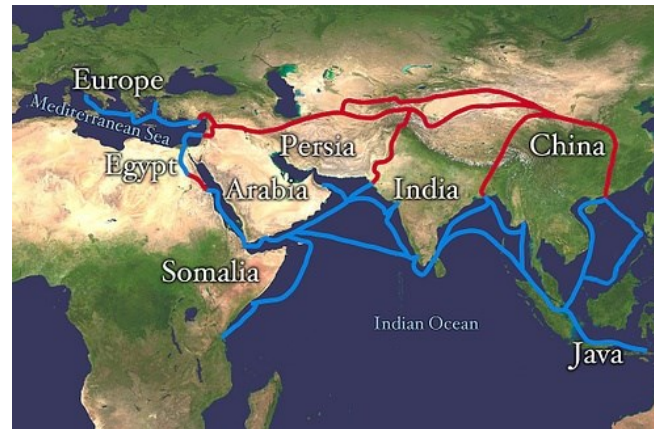 Europe
Mediterranean Sea
Egypt
Persia
China
Arabia
India
Somalia
Indian Ocean
Java